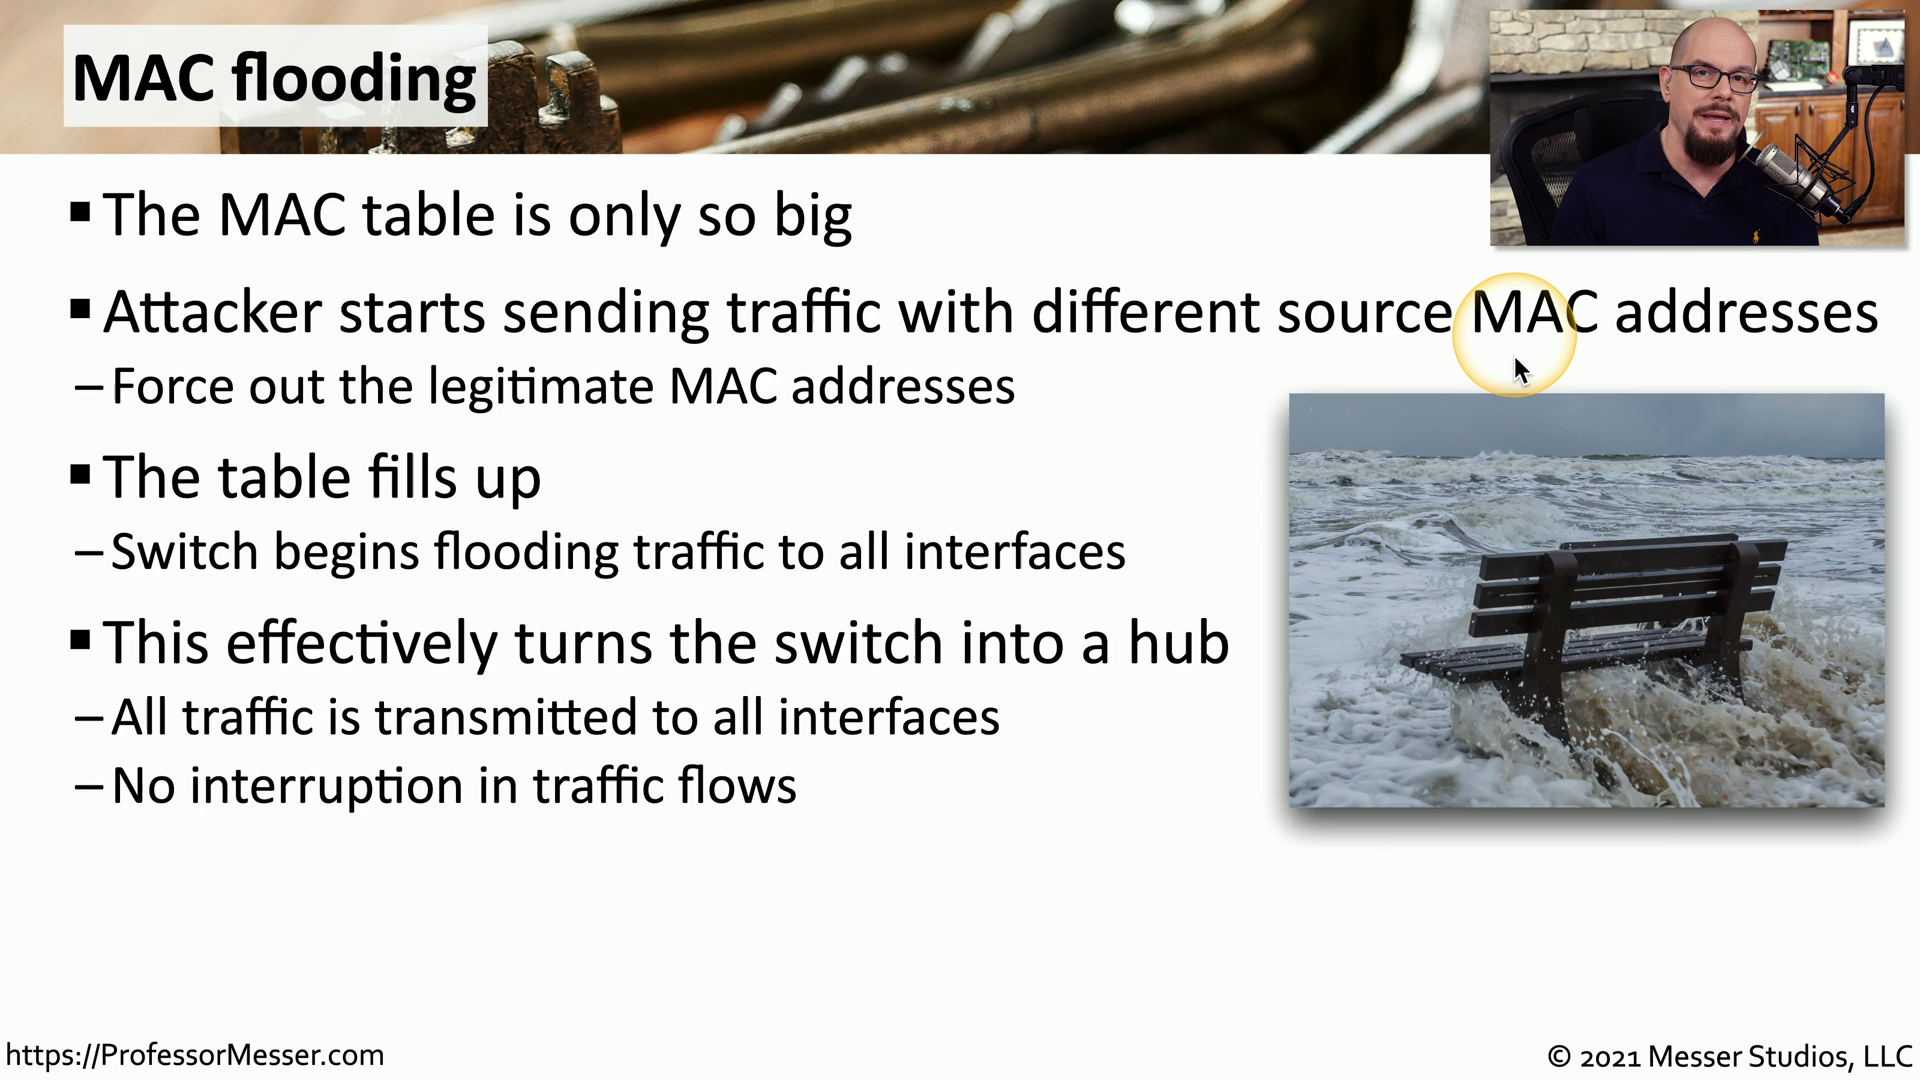 MAC flooding
▪ The MAC table is only so big
▪ Attacker starts sending traffic with different source MAC addresses
– Force out the legitimate MAC addresses
▪ The table fills up
– Switch begins flooding traffic to all interfaces
▪ This effectively turns the switch into a hub
– All traffic is transmitted to all interfaces
– No interruption in traffic flows
https://ProfessorMesser.com
© 2021 Messer Studios, LLC